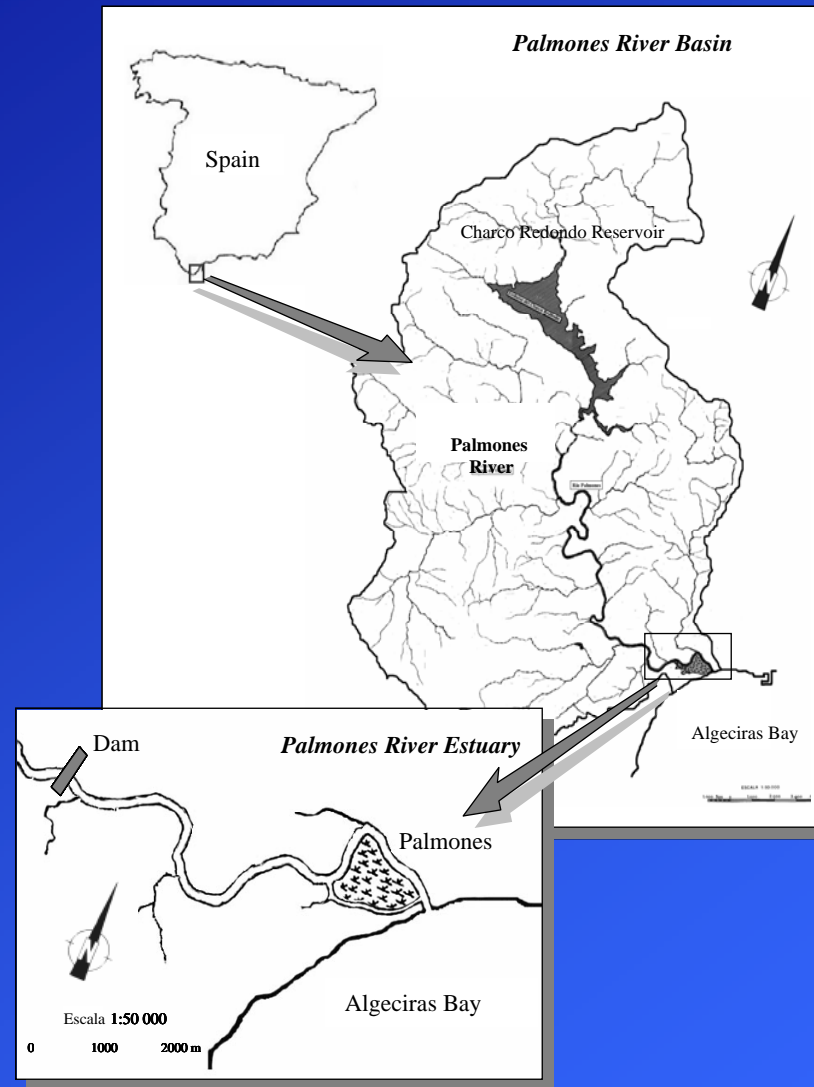 Palmones River Basin
Spain
Charco Redondo Reservoir
N
Palmones
River
Río Palmones
Algeciras Bay
ESCALA
Palmones River Estuary
Dam
Palmones
N
Algeciras Bay
Escala 1:50 000
0 1000 2000 m